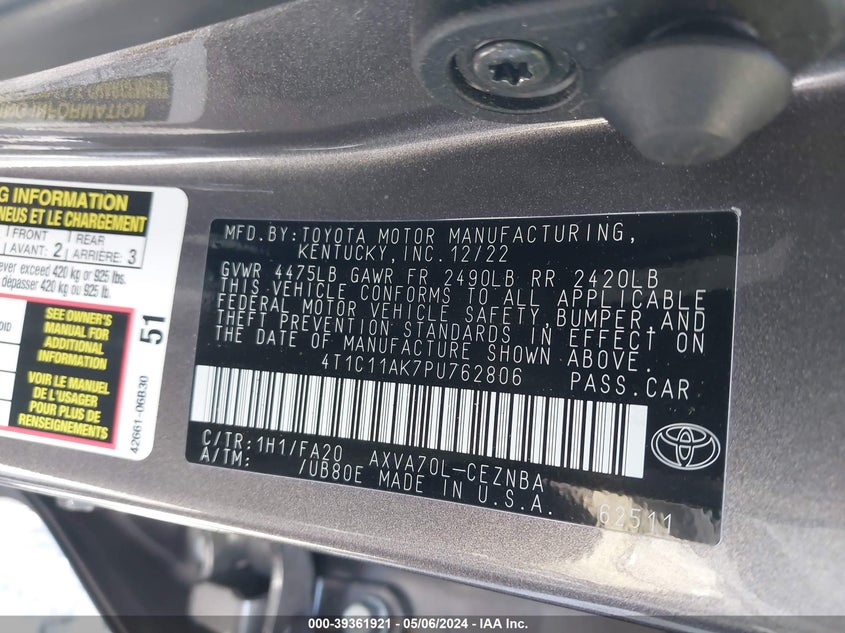 G INFORMATION
NEUS ET LE CHARGEMENT
FRONT REAR
AVANT: 2 ARRIÈRE: 3
ever exceed 420 kg or 925 lbs.
dépasser 420 kg ou 925 lb.
OID
SEE OWNER'S
MANUAL FOR
ADDITIONAL
INFORMATION
VOIR LE MANUEL
DE L'USAGER
POUR PLUS DE
RENSEIGNEMENTS
51
42661-06B30
MFD.BY:TOYOTA MOTOR MANUFACTURING,
KENTUCKY, INC. 12/22
GVWR 4475LB GAWR FR 2490LB RR 2420LB
THIS VEHICLE CONFORMS TO ALL APPLICABLE
FEDERAL MOTOR VEHICLE SAFETY, BUMPER, AND
THEFT PREVENTION STANDARDS IN EFFECT ON
THE DATE OF MANUFACTURE SHOWN ABOVE.
4T1C11AK7PU762806 PASS.CAR
C/TR:1H1/FA20 AXVA70L-CEZNBA
A/TM: /UB80E MADE IN U.S.A.
62511
000-39361921 - 05/06/2024 - IAA Inc.